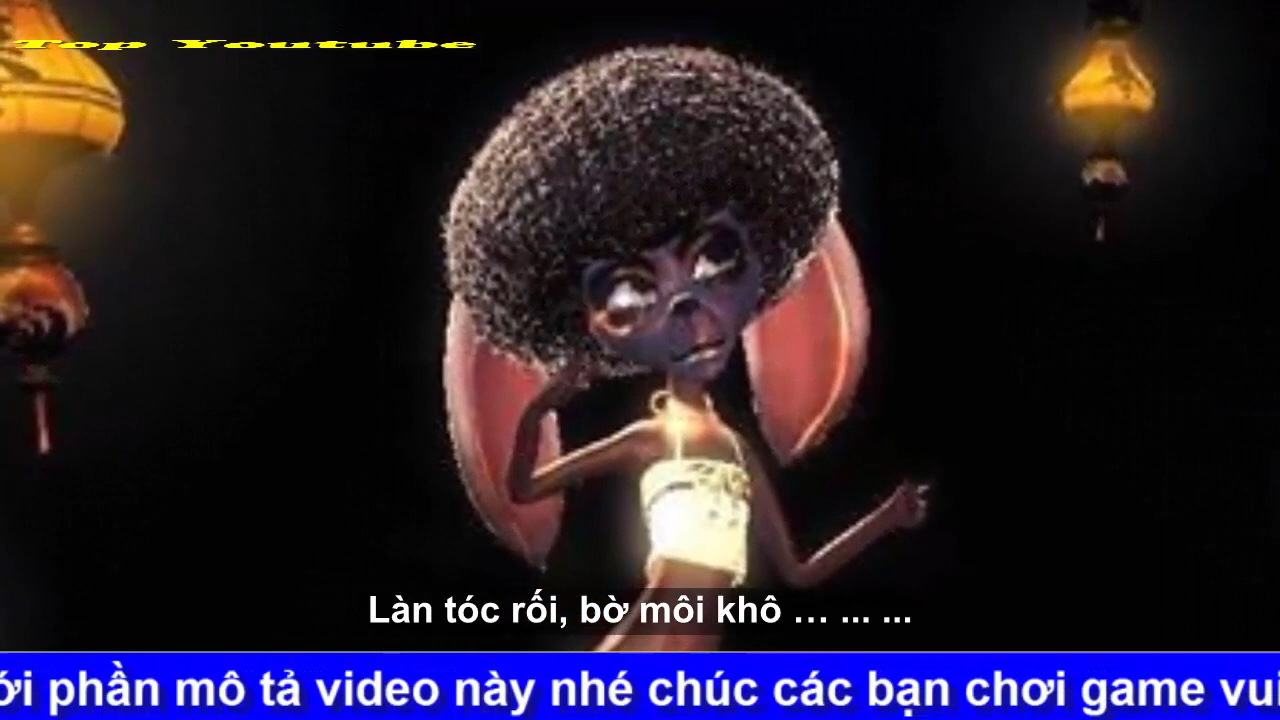 Top Youtube
Làn tóc rối, bờ môi khô … ... ...
ới phần mô tả video này nhé chúc các bạn chơi game vui